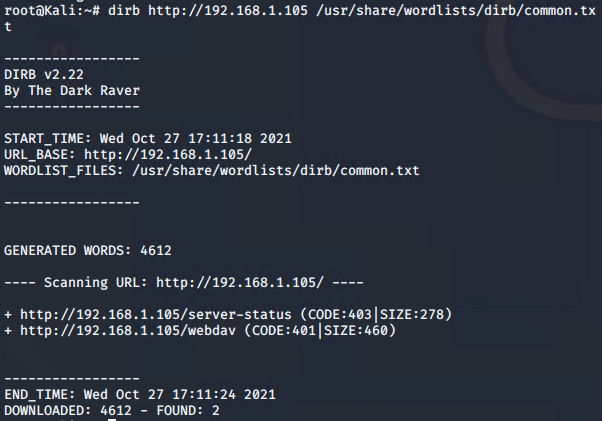 root@Kali:~# dirb http://192.168.1.105 /usr/share/wordlists/dirb/common.tx
t
-----------------
DIRB v2.22
By The Dark Raver
-----------------
START_TIME: Wed Oct 27 17:11:18 2021
URL_BASE: http://192.168.1.105/
WORDLIST_FILES: /usr/share/wordlists/dirb/common.txt
-----------------
GENERATED WORDS: 4612
---- Scanning URL: http://192.168.1.105/ ----
+ http://192.168.1.105/server-status (CODE:403|SIZE:278)
+ http://192.168.1.105/webdav (CODE:401|SIZE:460)
-----------------
END_TIME: Wed Oct 27 17:11:24 2021
DOWNLOADED: 4612 - FOUND: 2